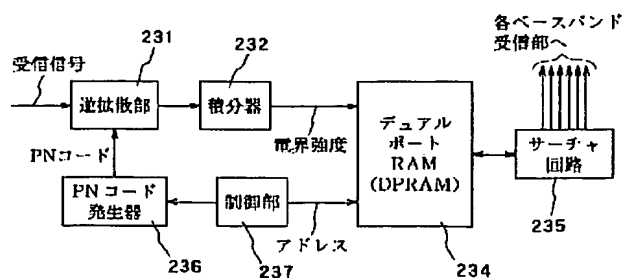 231
232
各ベースバンド
受信部へ
受信信号
逆拡散部
積分器
電界強度
デュアル
ポート
RAM
(DPRAM)
サーチャ
回路
235
PNコード
PNコード
発生器
制御部
アドレス
236
237
234